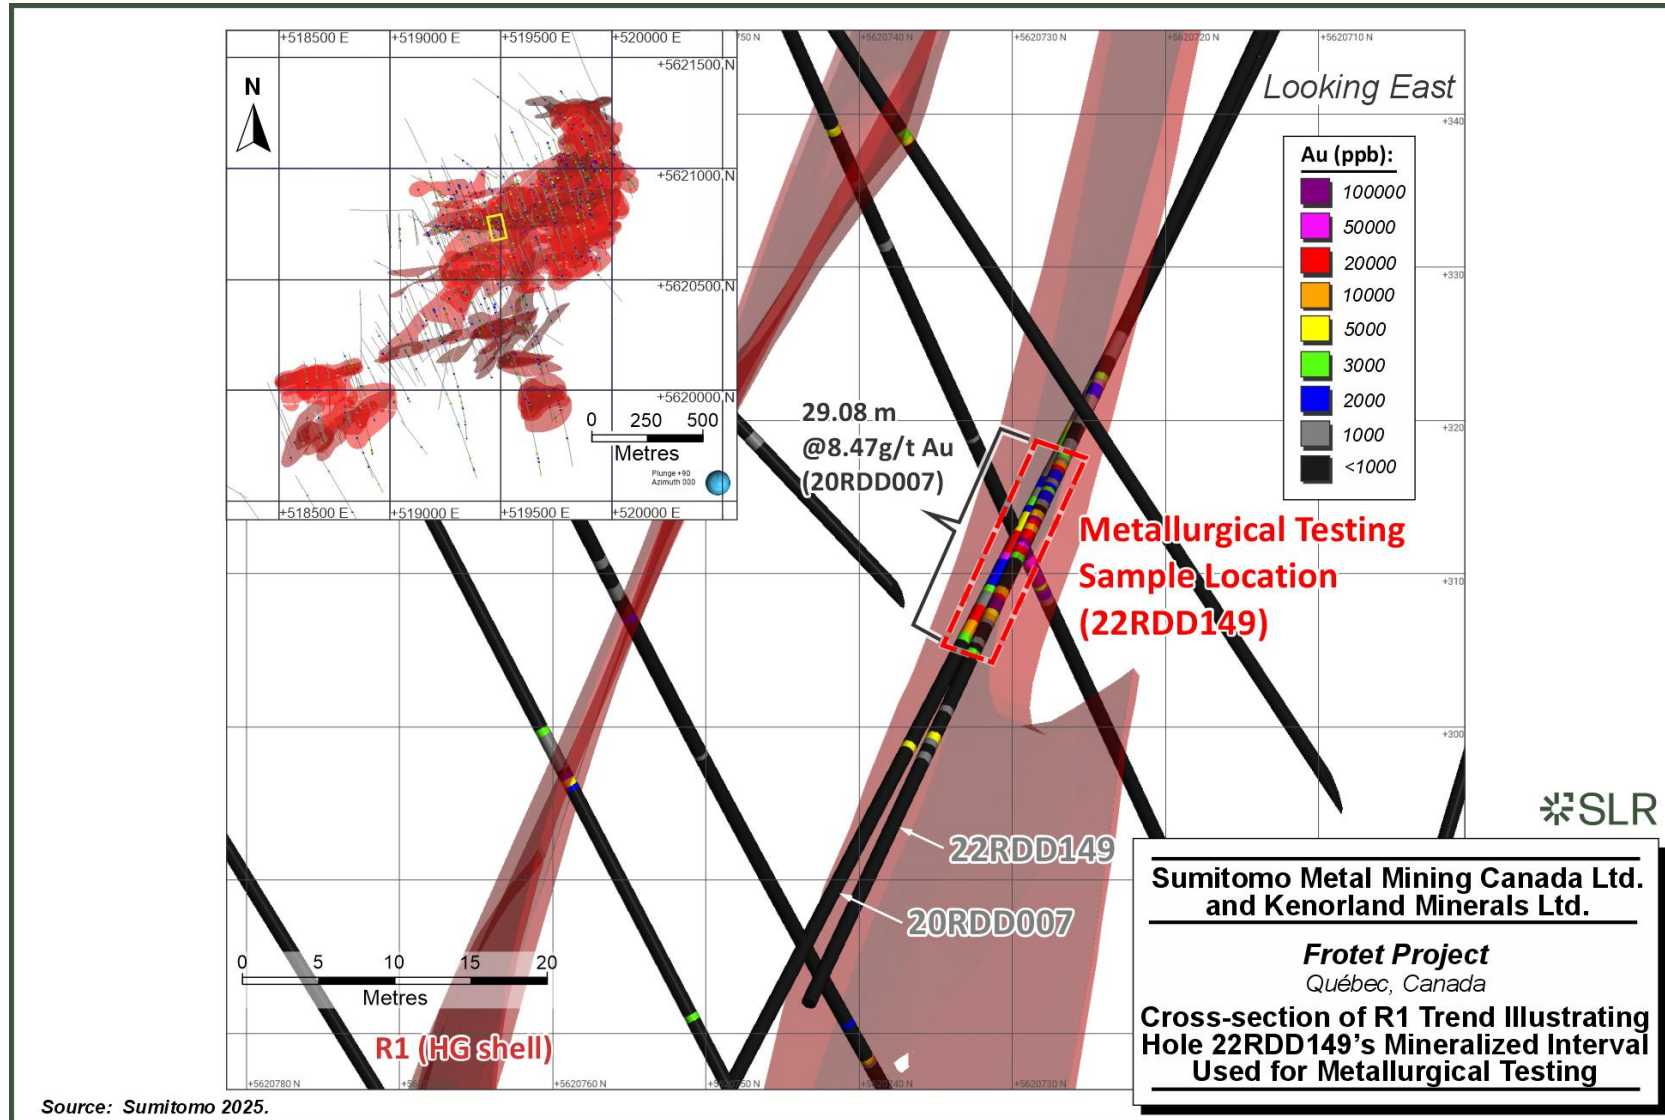 +518500 E
+519000 E
+519500 E
+520000 E
N
+5621500 N
+5621000 N
+5620500 N
+5620000 N
0 250 500
Metres
Plunge +90
Azimuth 000
+518500 E
+519000 E
+519500 E
+520000 E
750 N
+5620740 N
+5620730 N
+5620720 N
+5620710 N
Looking East
+340
+330
+320
+310
+300
Au (ppb):
100000
50000
20000
10000
5000
3000
2000
1000
<1000
29.08 m
@8.47g/t Au
(20RDD007)
Metallurgical Testing
Sample Location
(22RDD149)
22RDD149
20RDD007
0 5 10 15 20
Metres
R1 (HG shell)
+5620780 N
+5620760 N
+5620750 N
+5620740 N
+5620730 N
SLR
Sumitomo Metal Mining Canada Ltd.
and Kenorland Minerals Ltd.
Frotet Project
Québec, Canada
Cross-section of R1 Trend Illustrating
Hole 22RDD149's Mineralized Interval
Used for Metallurgical Testing
Source: Sumitomo 2025.